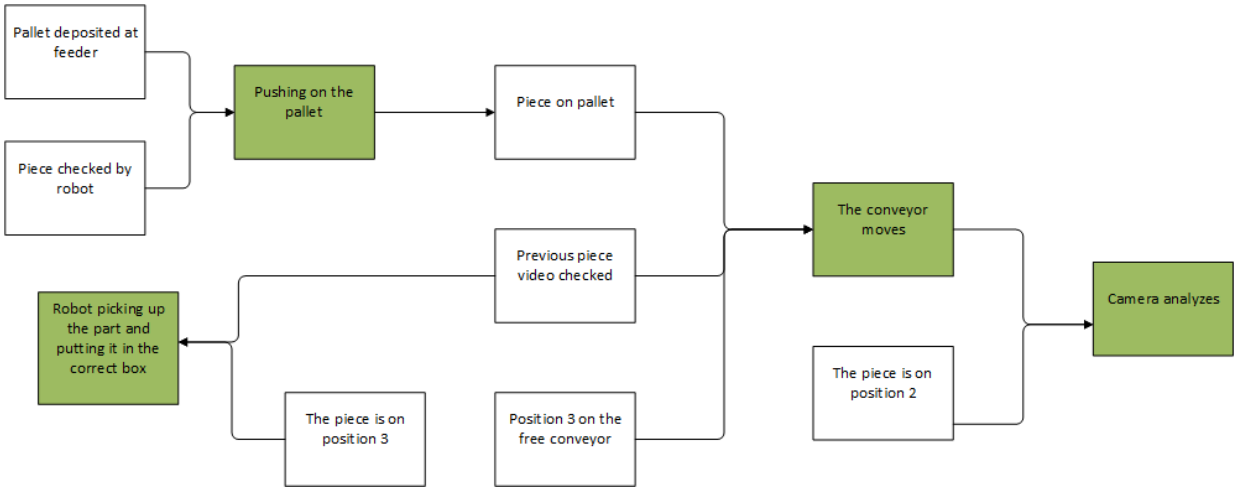 Pallet deposited at
feeder
Pushing on the
pallet
Piece on pallet
Piece checked by
robot
The conveyor
moves
Previous piece
video checked
Camera analyzes
Robot picking up
the part and
putting it in the
correct box
The piece is on
position 2
The piece is on
position 3
Position 3 on the
free conveyor